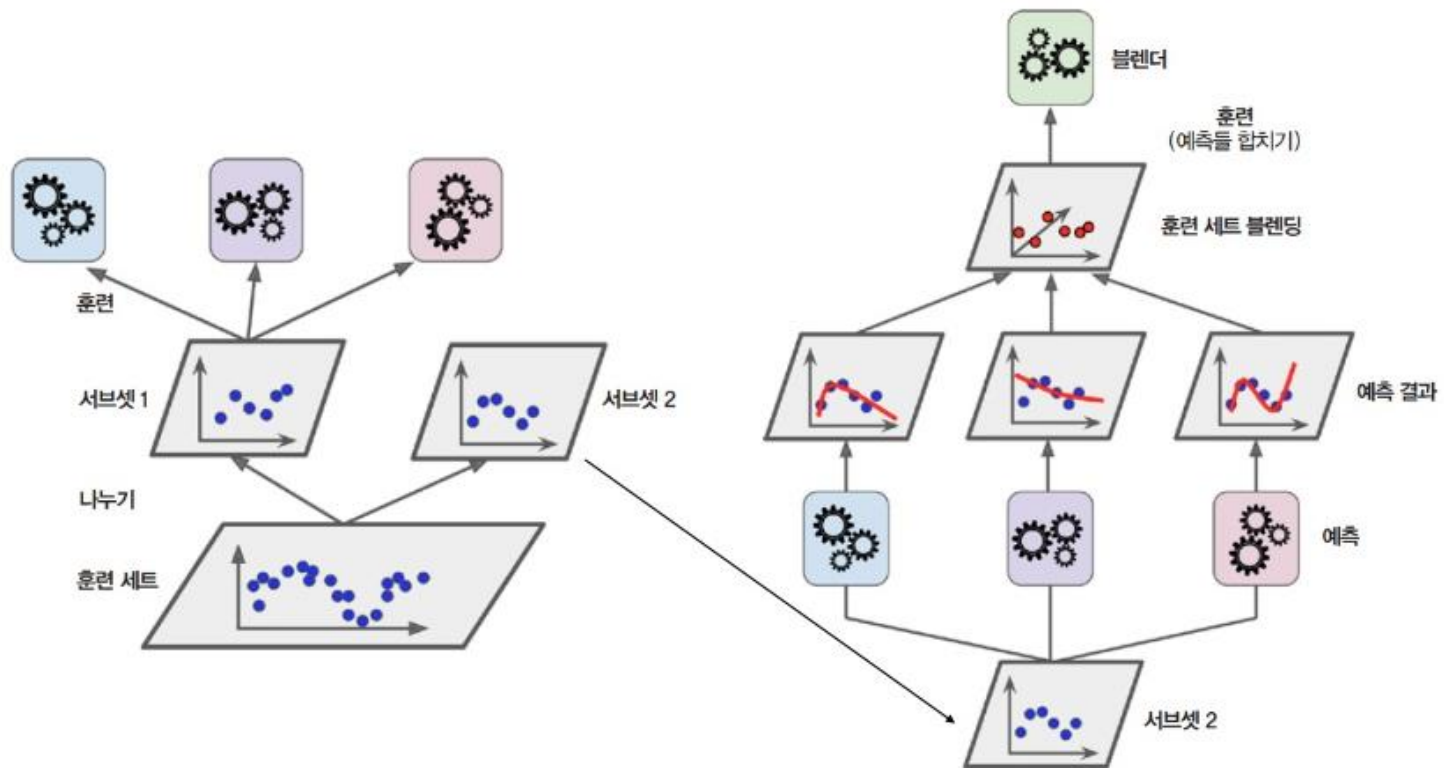 블렌더
훈련
(예측들 합치기)
훈련 세트 블렌딩
훈련
서브셋 1
서브셋 2
예측 결과
나누기
예측
훈련 세트
서브셋 2